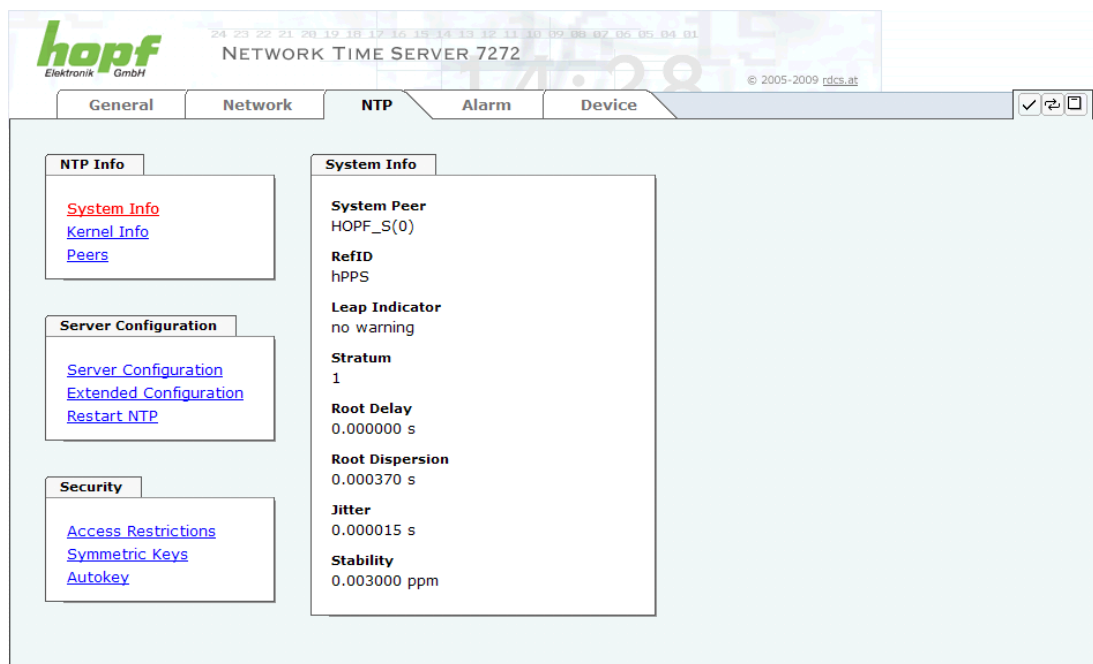 hopf
Elektronik GmbH
24 23 22 21 20 19 18 17 16 15 14 13 12 11 10 09 08 07 06 05 04 01
NETWORK TIME SERVER 7272
14:28
© 2005-2009 rdcs.at
General Network NTP Alarm Device
NTP Info
System Info
Kernel Info
Peers
Server Configuration
Server Configuration
Extended Configuration
Restart NTP
Security
Access Restrictions
Symmetric Keys
Autokey
System Info
System Peer
HOPF_S(0)
RefID
hPPS
Leap Indicator
no warning
Stratum
1
Root Delay
0.000000 s
Root Dispersion
0.000370 s
Jitter
0.000015 s
Stability
0.003000 ppm